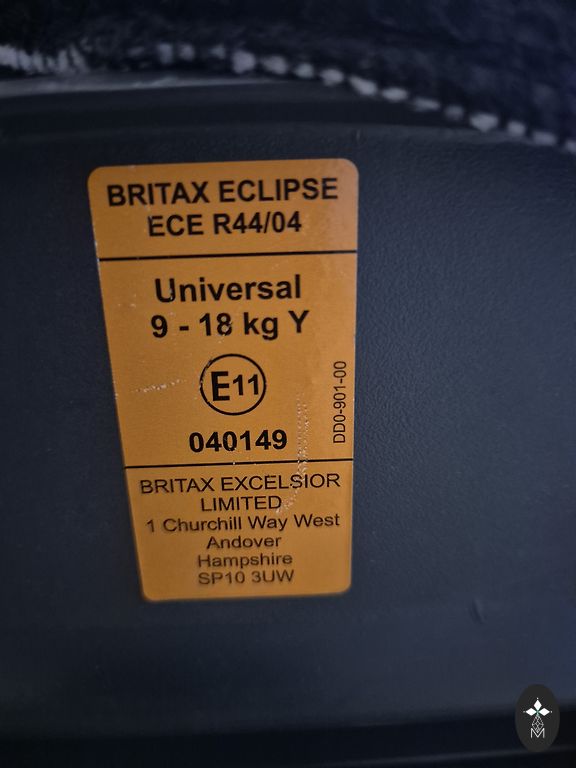 BRITAX ECLIPSE
ECE R44/04
Universal
9 - 18 kg Y
E11
DD0-901-00
040149
BRITAX EXCELSIOR
LIMITED
1 Churchill Way West
Andover
Hampshire
SP10 3UW
M